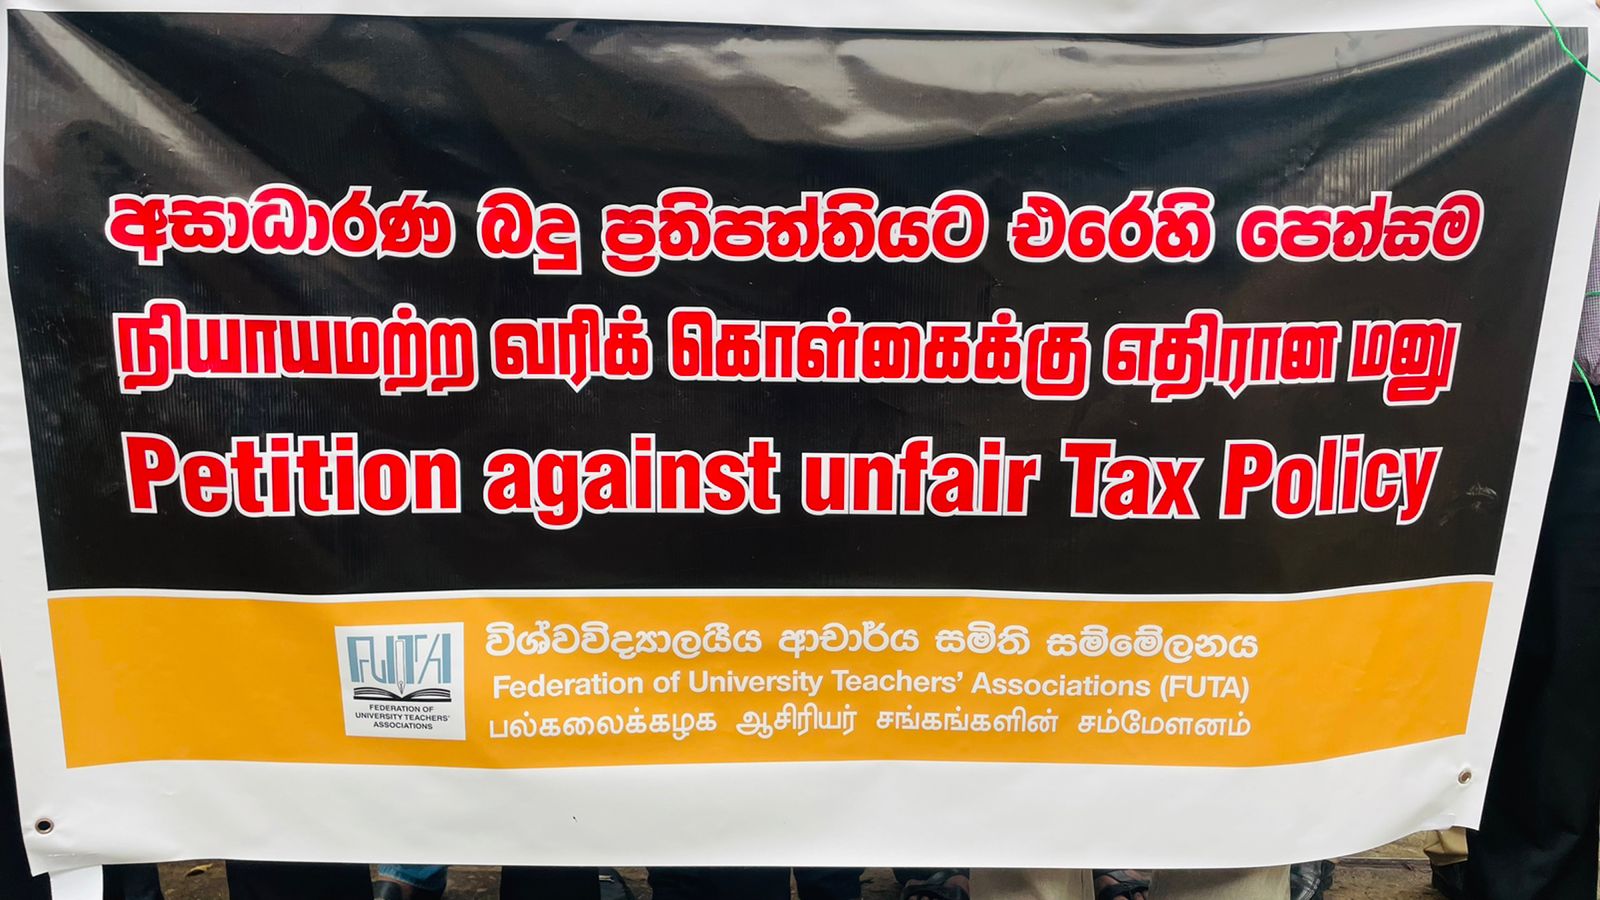 අසාධාරණ බදු ප්‍රතිපත්තියට එරෙහි පෙත්සම
நியாயமற்ற வரிக் கொள்கைக்கு எதிரான மனு
Petition against unfair Tax Policy
FUTA
FEDERATION OF
UNIVERSITY TEACHERS'
ASSOCIATIONS
විශ්වවිද්‍යාලයීය ආචාර්ය සමිති සම්මේලනය
Federation of University Teachers' Associations (FUTA)
பல்கலைக்கழக ஆசிரியர் சங்கங்களின் சம்மேளனம்